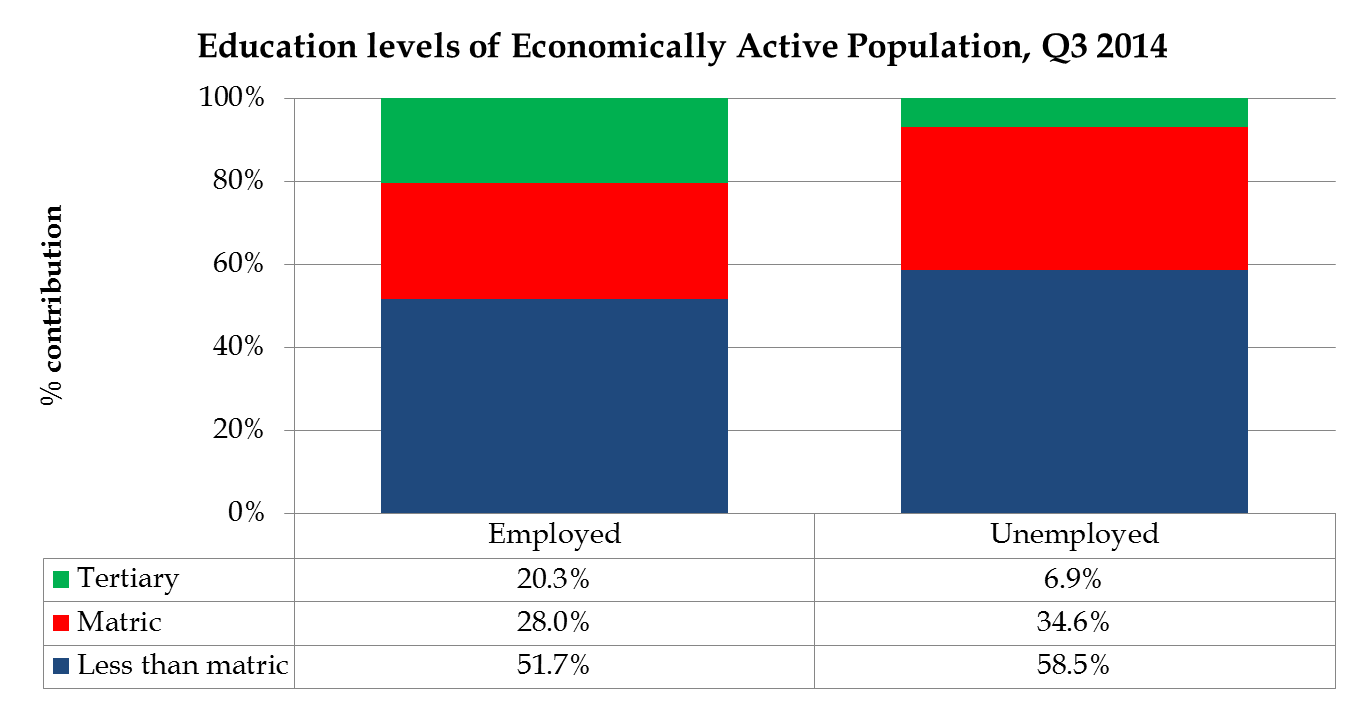 Education levels of Economically Active Population, Q3 2014
% contribution
100%
80%
60%
40%
20%
0%
Employed Unemployed
Tertiary 20.3% 6.9%
Matric 28.0% 34.6%
Less than matric 51.7% 58.5%